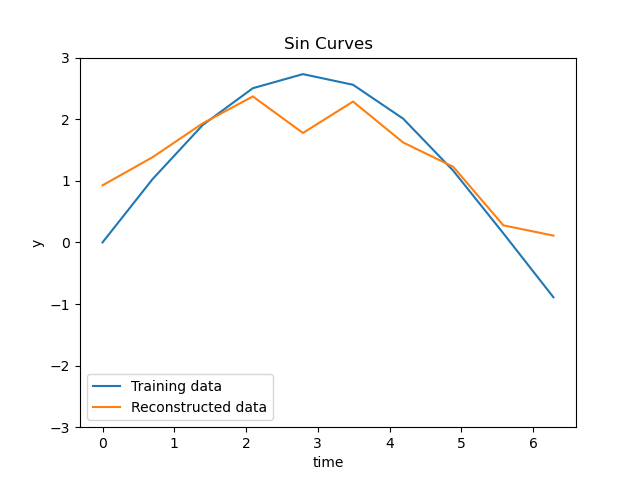 Sin Curves
3
2
1
0
−1
−2
−3
y
Training data
Reconstructed data
0 1 2 3 4 5 6
time